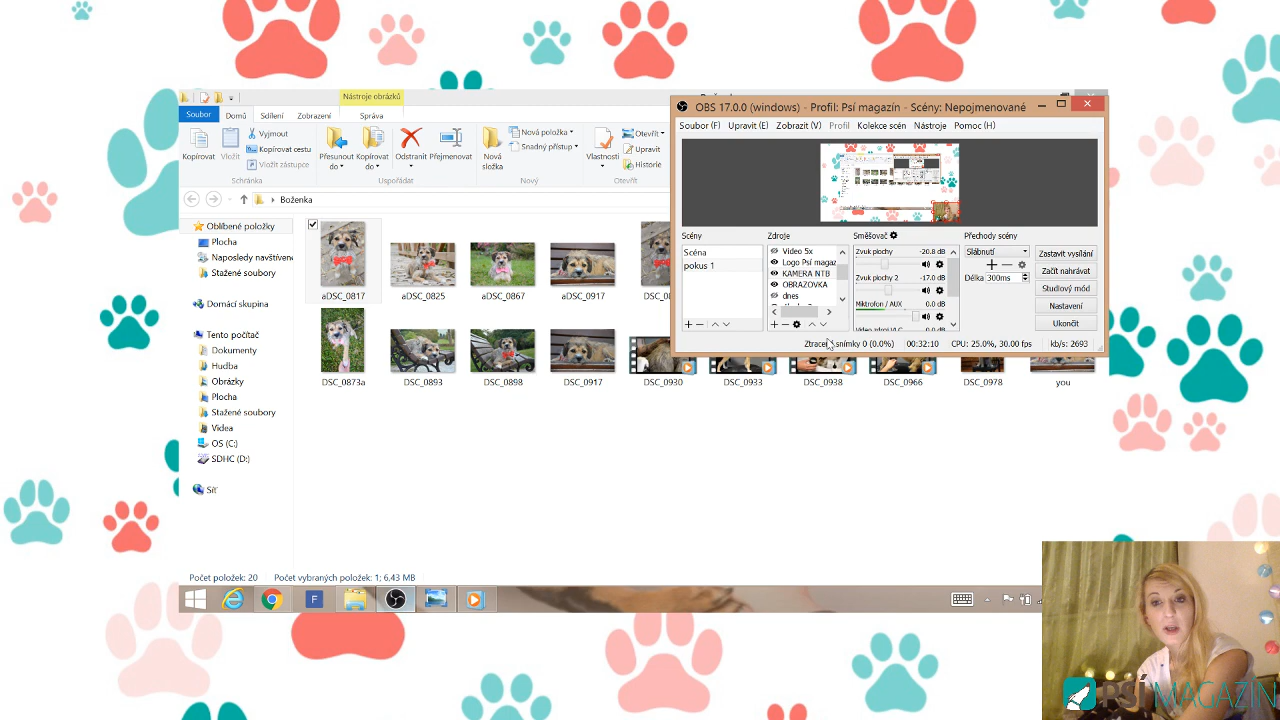 Nástroje obrázků
Soubor Domů Sdílení Zobrazení Správa
Kopírovat Vložit Vyjmout Kopírovat cestu Vložit zástupce
Přesunout do Kopírovat do Odstranit Přejmenovat
Nová složka Nová položka Snadný přístup
Vlastnosti Otevřít Upravit Historie
Schránka Uspořádat Nový Otevřít
Boženka
Oblíbené položky
Plocha
Naposledy navštívené
Stažené soubory
Domácí skupina
Tento počítač
Dokumenty
Hudba
Obrázky
Plocha
Stažené soubory
Videa
OS (C:)
SDHC (D:)
Síť
aDSC_0817 aDSC_0825 aDSC_0867 aDSC_0917
DSC_0873a DSC_0893 DSC_0898 DSC_0917 DSC_0930 DSC_0933 DSC_0938 DSC_0966 DSC_0978 you
Počet položek: 20 Počet vybraných položek: 1; 6,43 MB
OBS 17.0.0 (windows) - Profil: Psí magazín - Scény: Nepojmenované
Soubor (F) Upravit (E) Zobrazit (V) Profil Kolekce scén Nástroje Pomoc (H)
Scény
Scéna
pokus 1
Zdroje
Video 5x
Logo Psí magaz
KAMERA NTB
OBRAZOVKA
dnes
Směšovač
Zvuk plochy -20.8 dB
Zvuk plochy 2 -17.0 dB
Mikrofon / AUX 0.0 dB
Přechody scény
Slábnutí
Délka 300ms
Zastavit vysílání
Začít nahrávat
Studiový mód
Nastavení
Ukončit
snímky 0 (0.0%) 00:32:10 CPU: 25.0%, 30.00 fps kb/s: 2693
F
PSÍ MAGAZÍN